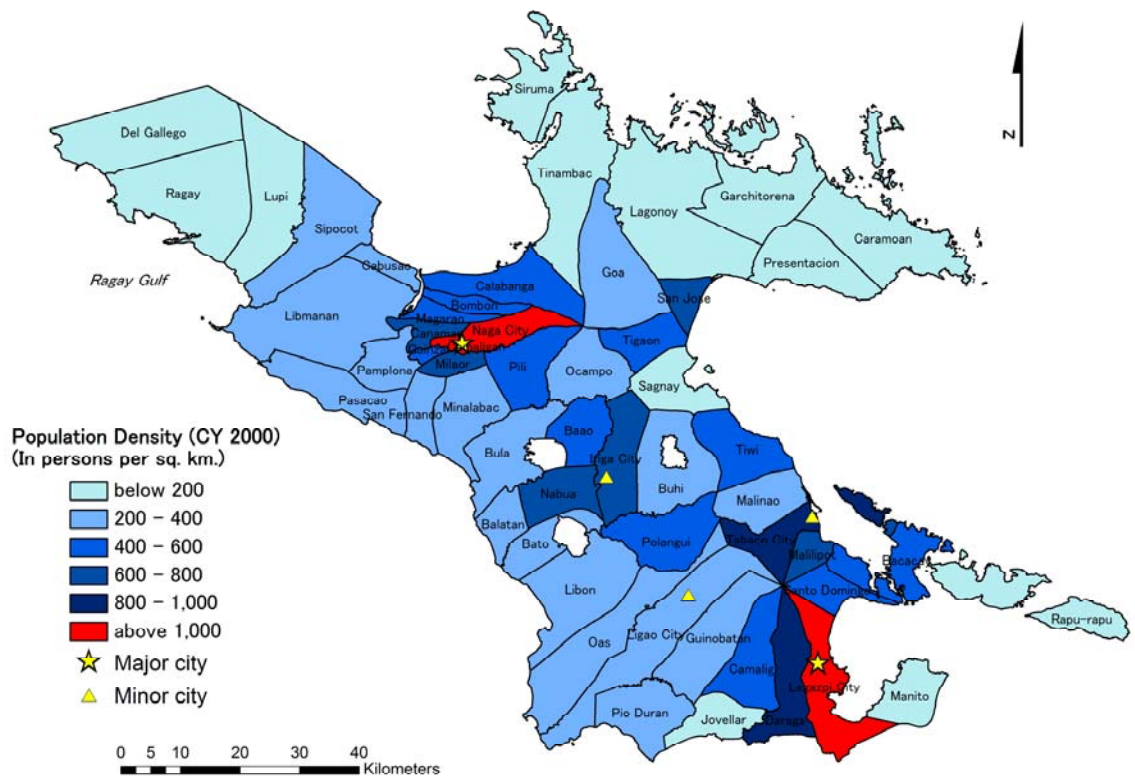 N
Siruma
Del Gallego
Tinambac
Ragay
Lupi
Garchitorena
Lagonoy
Sipocot
Caramoan
Presentacion
Goa
Cabusao
Ragay Gulf
Calabanga
San Jose
Bombon
Libmanan
Magarao
Naga City
Tigaon
Milaor
Pili
Ocampo
Pamplona
Sagnay
Pasacao
San Fernando
Minalabac
Population Density (CY 2000)
(In persons per sq. km.)
below 200
200 - 400
400 - 600
600 - 800
800 - 1,000
above 1,000
Major city
Minor city
Baao
Bula
Tiwi
Iriga City
Buhi
Nabua
Malinao
Balatan
Bato
Polangui
Tabaco City
Malilipot
Bacacay
Libon
Santo Domingo
Rapu-rapu
Oas
Ligao City
Guinobatan
Camalig
Legazpi City
Manito
Pio Duran
Jovellar
Daraga
0 5 10 20 30 40
Kilometers